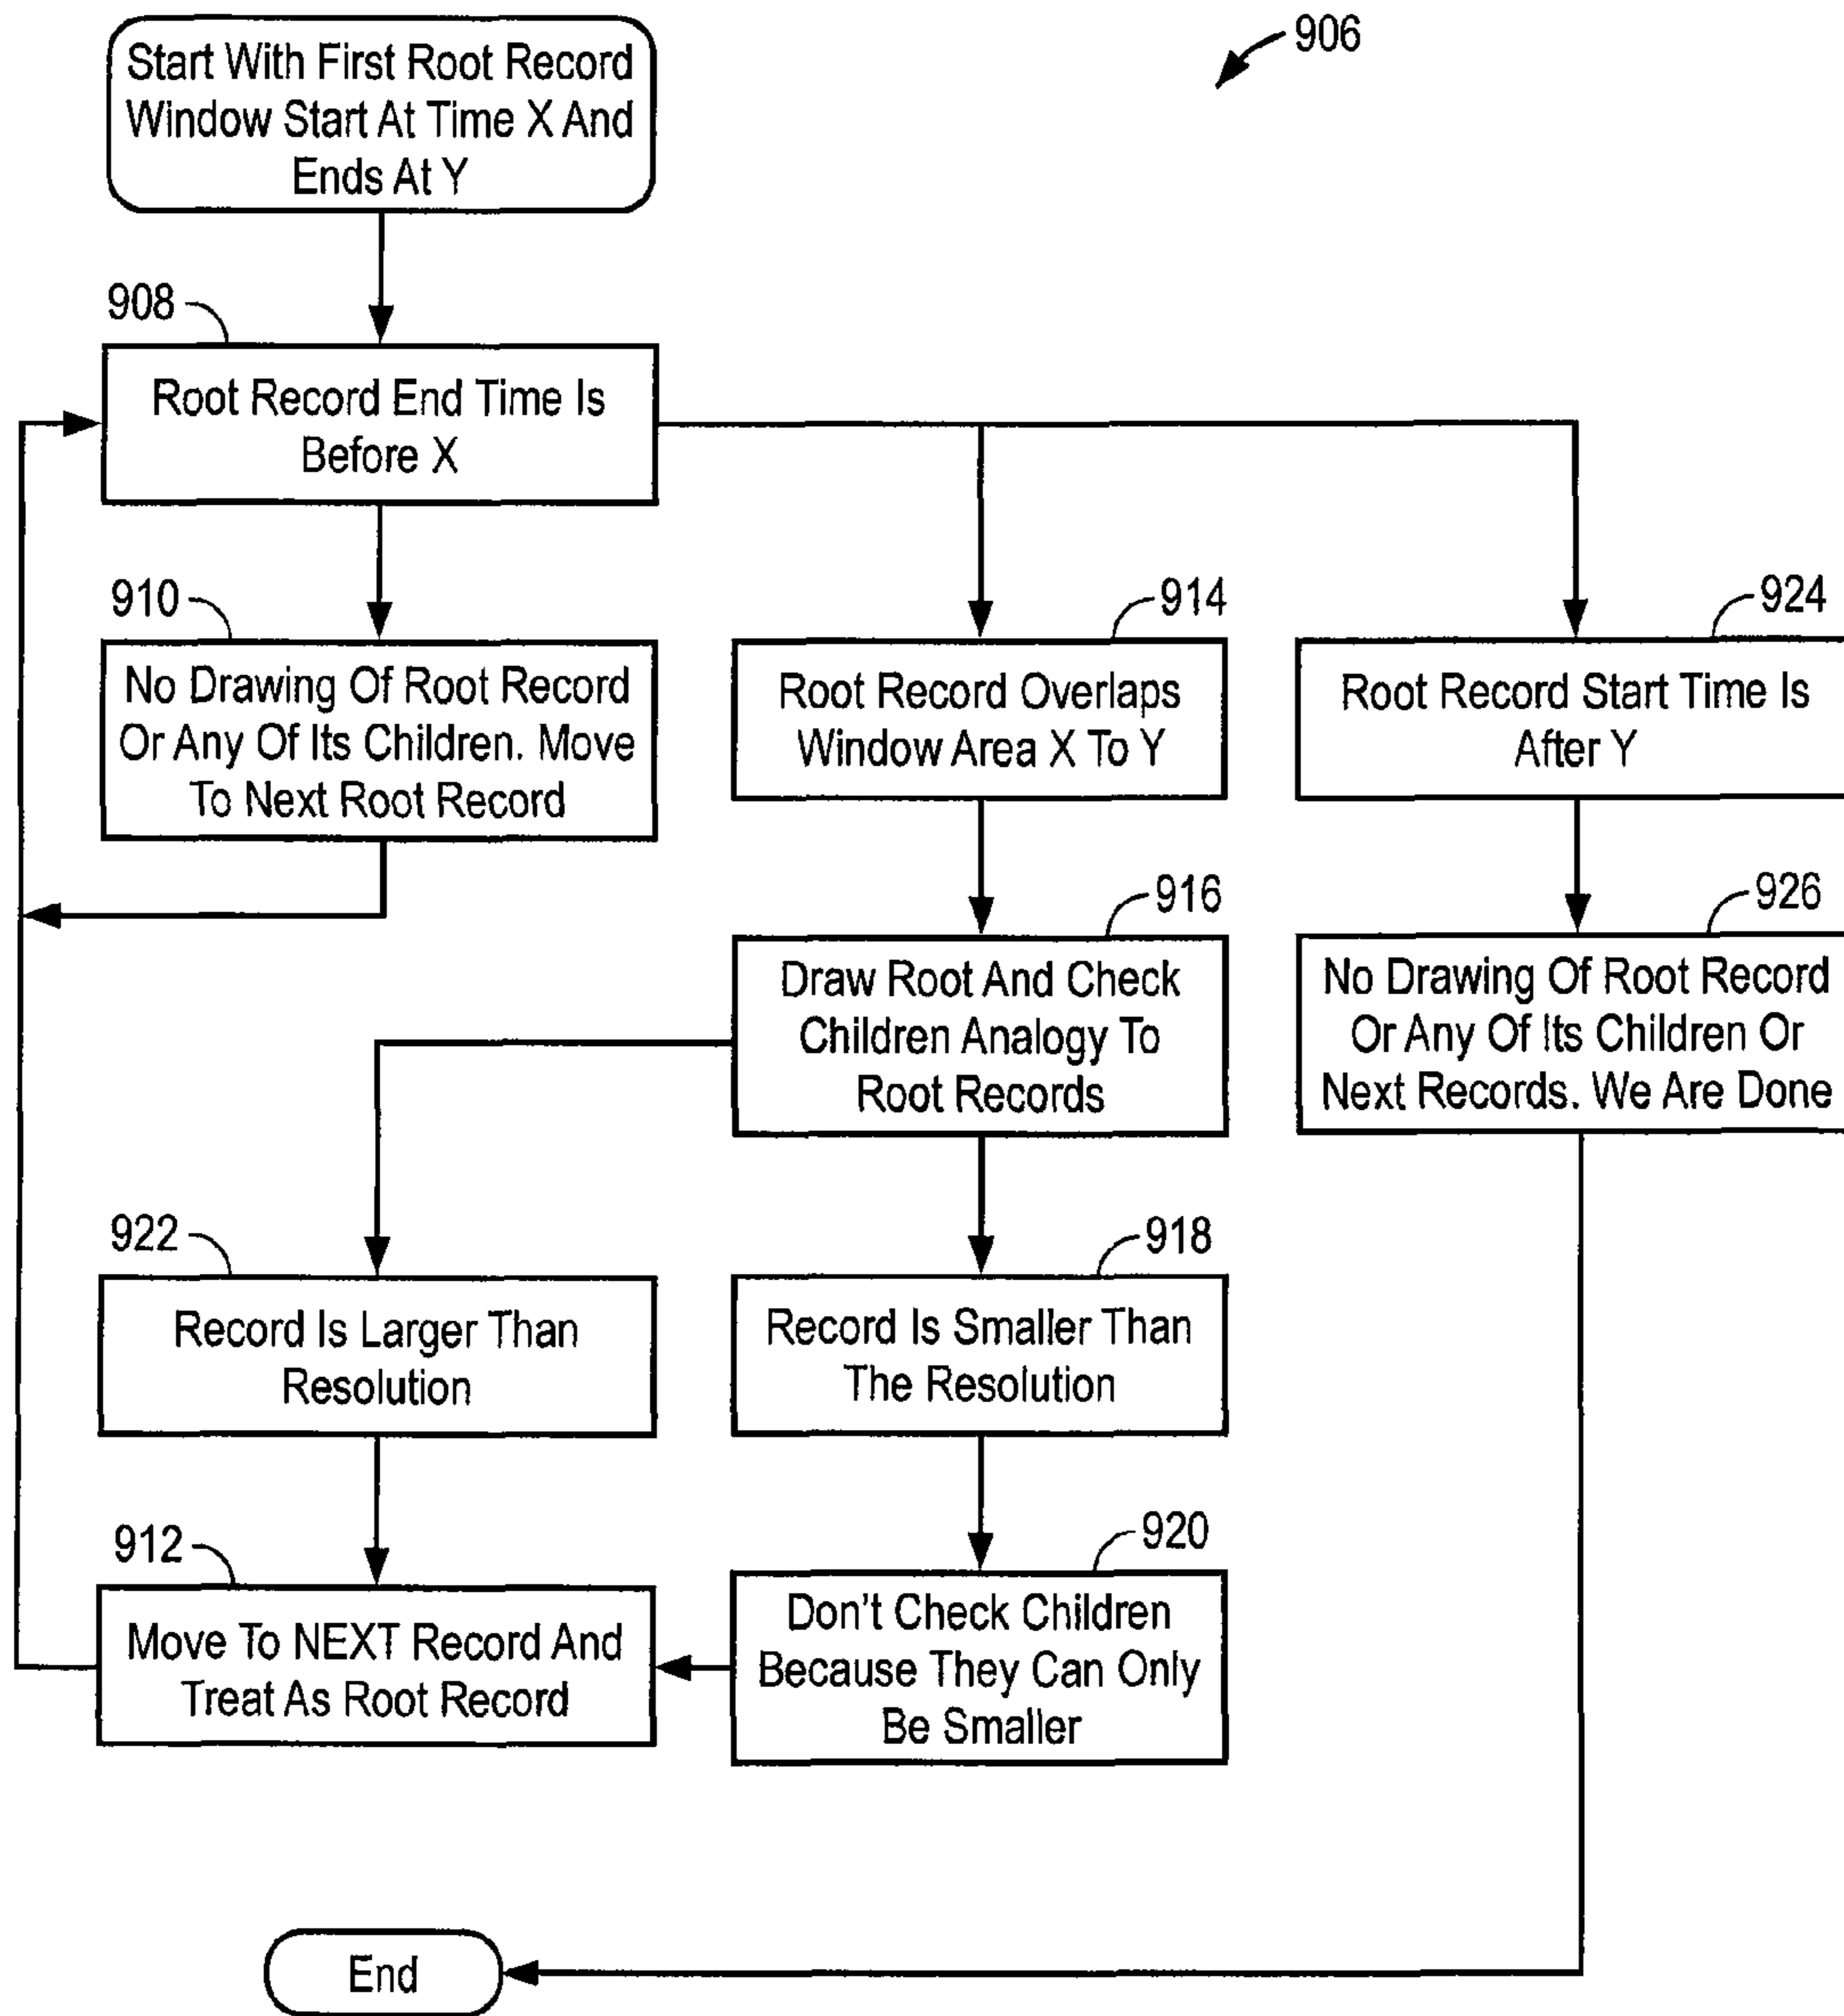 906
Start With First Root Record
Window Start At Time X And
Ends At Y
908
Root Record End Time Is
Before X
910
No Drawing Of Root Record
Or Any Of Its Children. Move
To Next Root Record
914
Root Record Overlaps
Window Area X To Y
924
Root Record Start Time Is
After Y
916
Draw Root And Check
Children Analogy To
Root Records
926
No Drawing Of Root Record
Or Any Of Its Children Or
Next Records. We Are Done
922
Record Is Larger Than
Resolution
918
Record Is Smaller Than
The Resolution
912
Move To NEXT Record And
Treat As Root Record
920
Don't Check Children
Because They Can Only
Be Smaller
End